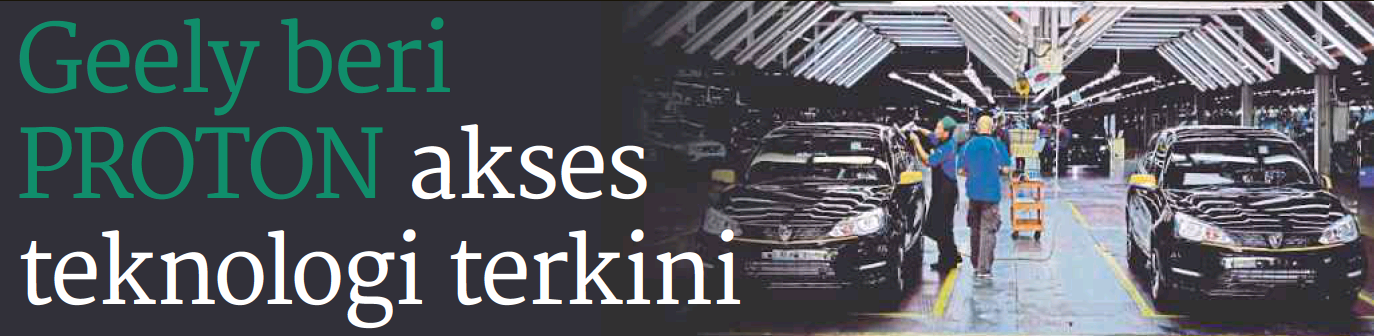 Geely beri
PROTON akses
teknologi terkini